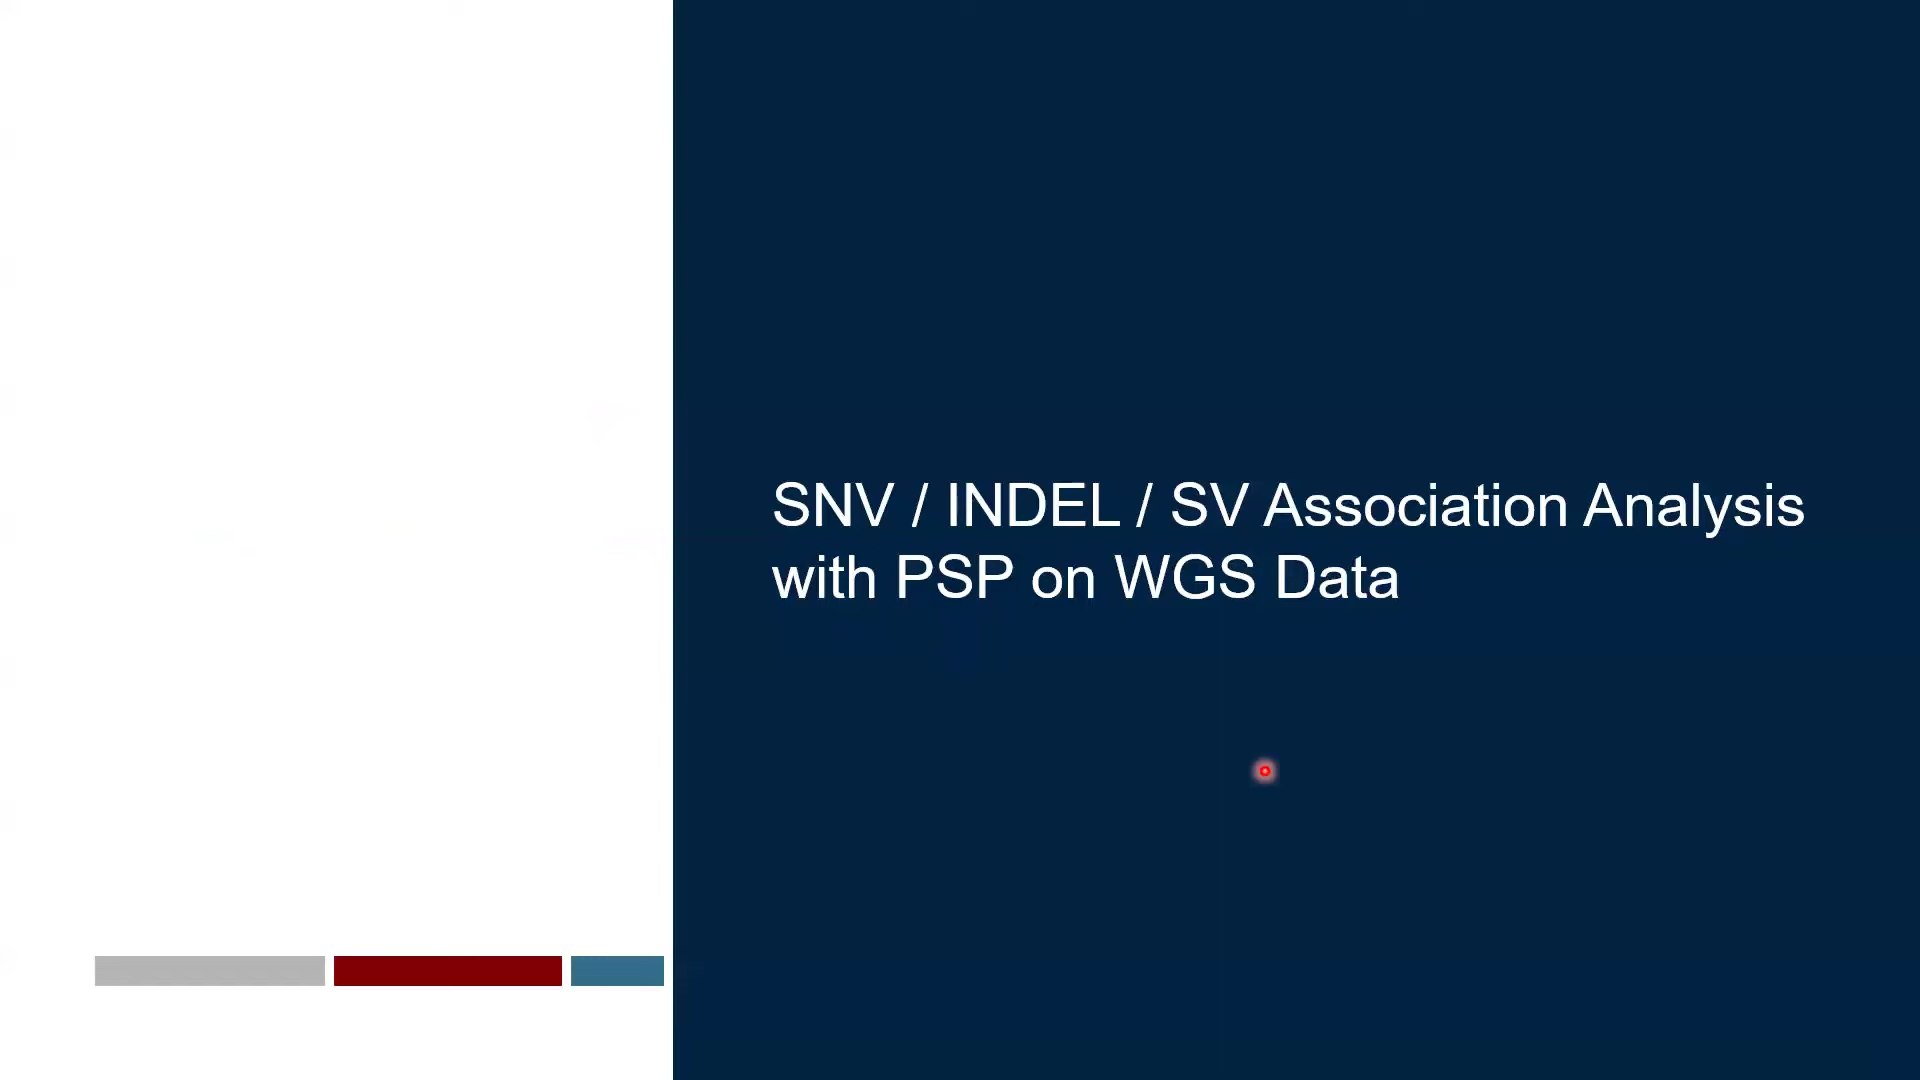 SNV / INDEL / SV Association Analysis
with PSP on WGS Data